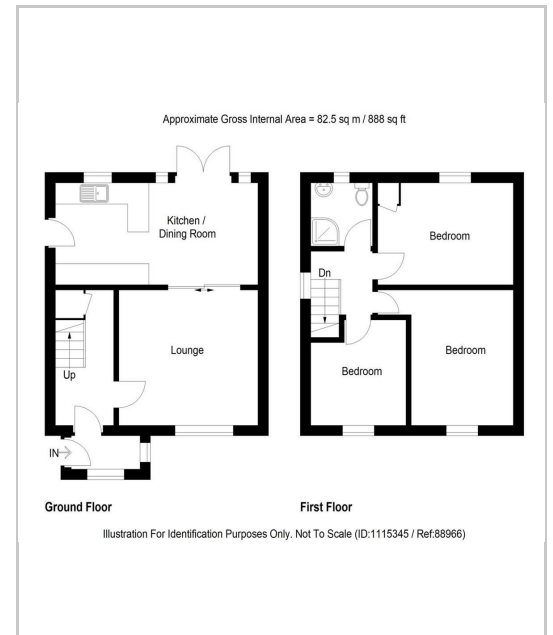 Approximate Gross Internal Area = 82.5 sq m / 888 sq ft
Kitchen /
Dining Room
Lounge
Up
IN
Ground Floor
Dn
Bedroom
Bedroom
Bedroom
First Floor
Illustration For Identification Purposes Only. Not To Scale (ID:1115345 / Ref:88966)